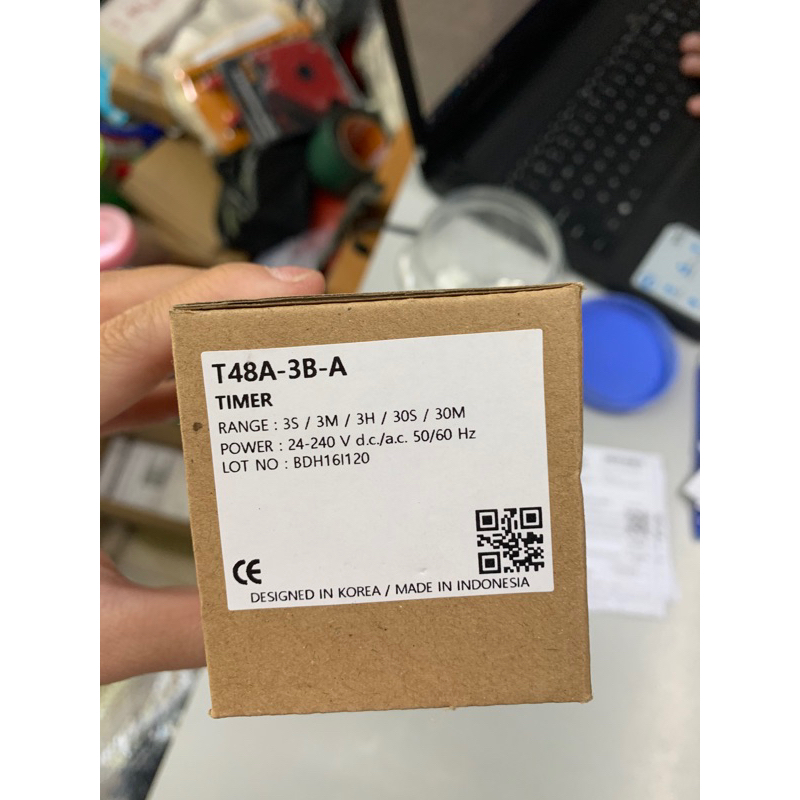 T48A-3B-A
TIMER
RANGE : 3S / 3M / 3H / 30S / 30M
POWER : 24-240 V d.c./a.c. 50/60 Hz
LOT NO : BDH16I120
CE
DESIGNED IN KOREA / MADE IN INDONESIA